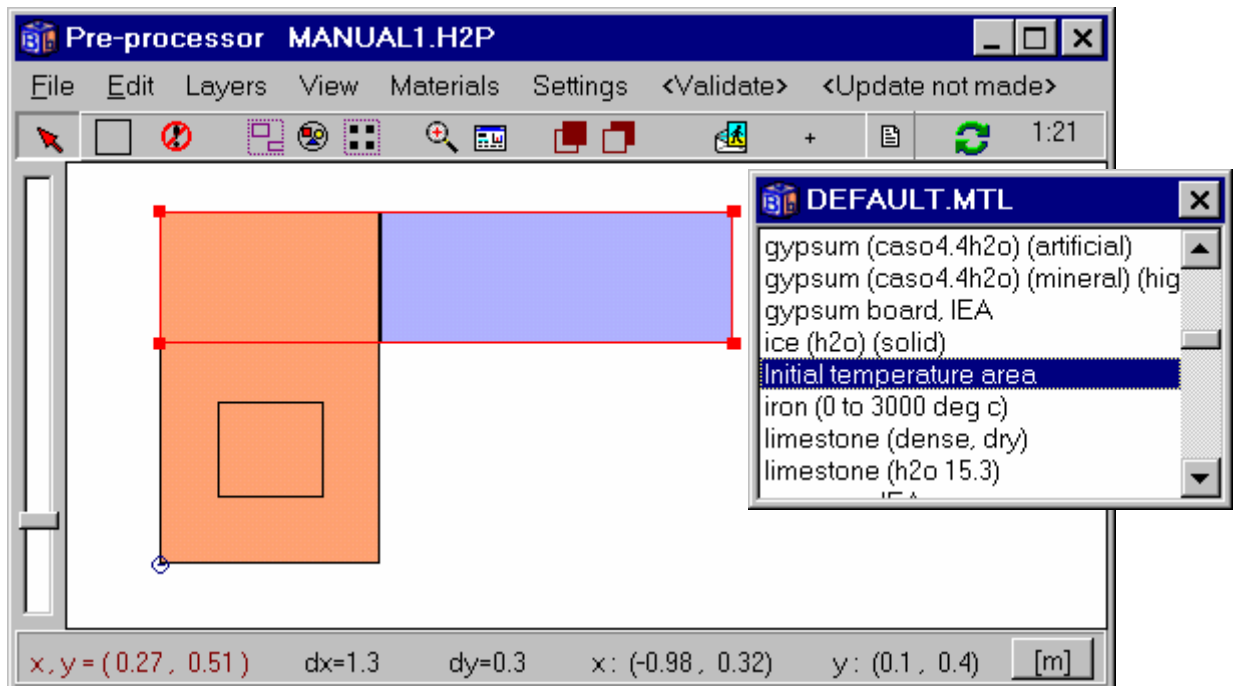 Pre-processor MANUAL1.H2P
File Edit Layers View Materials Settings <Validate> <Update not made>
1:21
DEFAULT.MTL
gypsum (caso4.4h2o) (artificial)
gypsum (caso4.4h2o) (mineral) (hig
gypsum board, IEA
ice (h2o) (solid)
Initial temperature area
iron (0 to 3000 deg c)
limestone (dense, dry)
limestone (h2o 15.3)
x, y = ( 0.27 , 0.51 ) dx=1.3 dy=0.3 x: (-0.98 , 0.32) y: (0.1 , 0.4) [m]